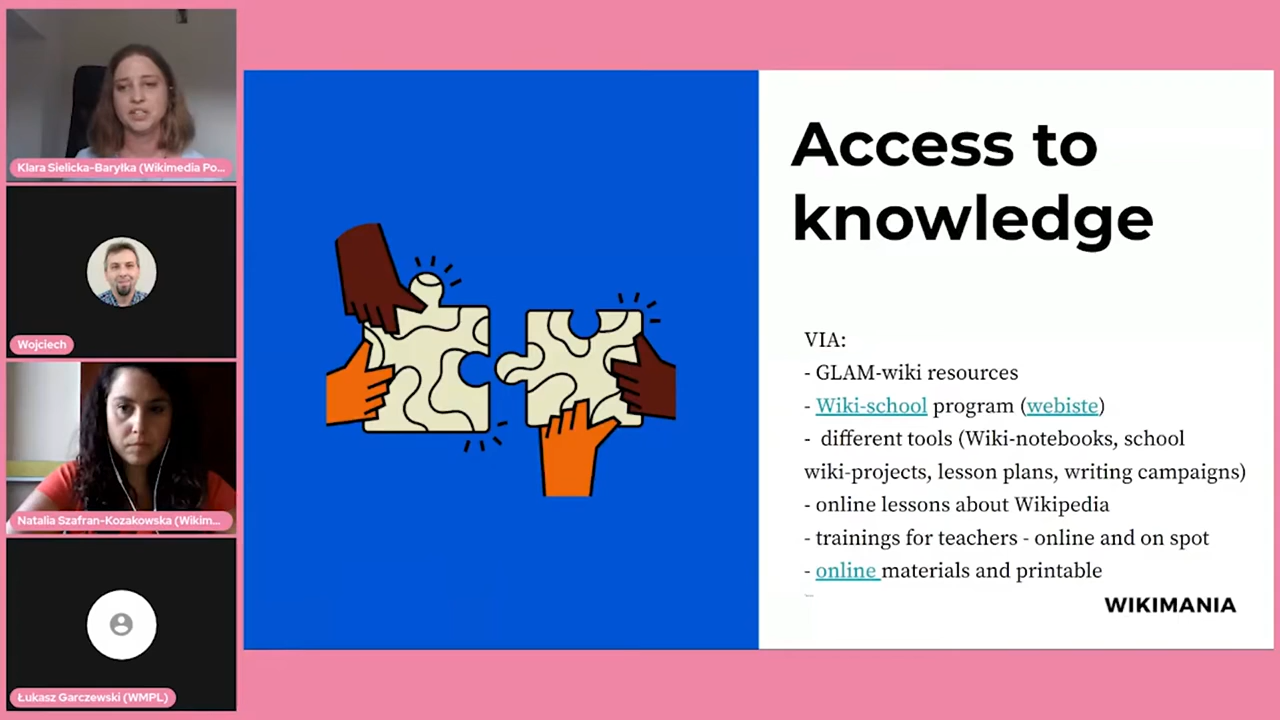 Klara Sielicka-Baryłka (Wikimedia Po...
Wojciech
Natalia Szafran-Kozakowska (Wikim...
Łukasz Garczewski (WMPL)
Access to
knowledge
VIA:
- GLAM-wiki resources
- Wiki-school program (webiste)
- different tools (Wiki-notebooks, school
wiki-projects, lesson plans, writing campaigns)
- online lessons about Wikipedia
- trainings for teachers - online and on spot
- online materials and printable
WIKIMANIA